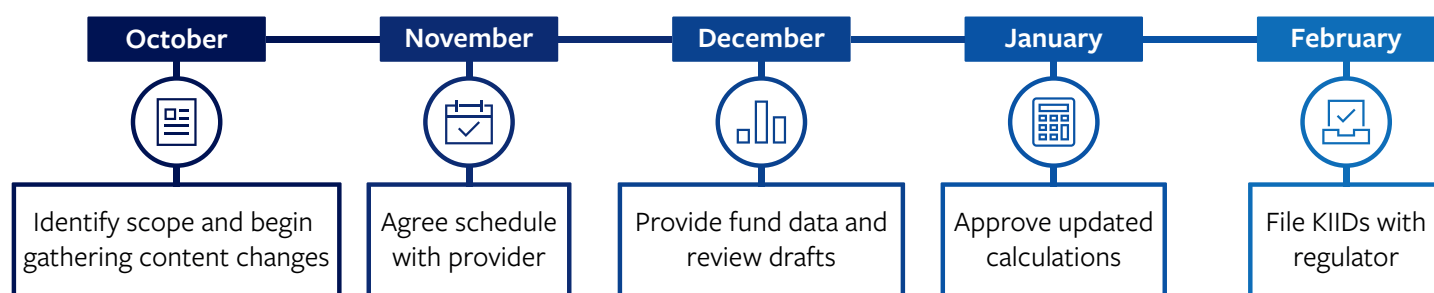 October
November
December
January
February
Identify scope and begin
gathering content changes
Agree schedule
with provider
Provide fund data and
review drafts
Approve updated
calculations
File KIIDs with
regulator